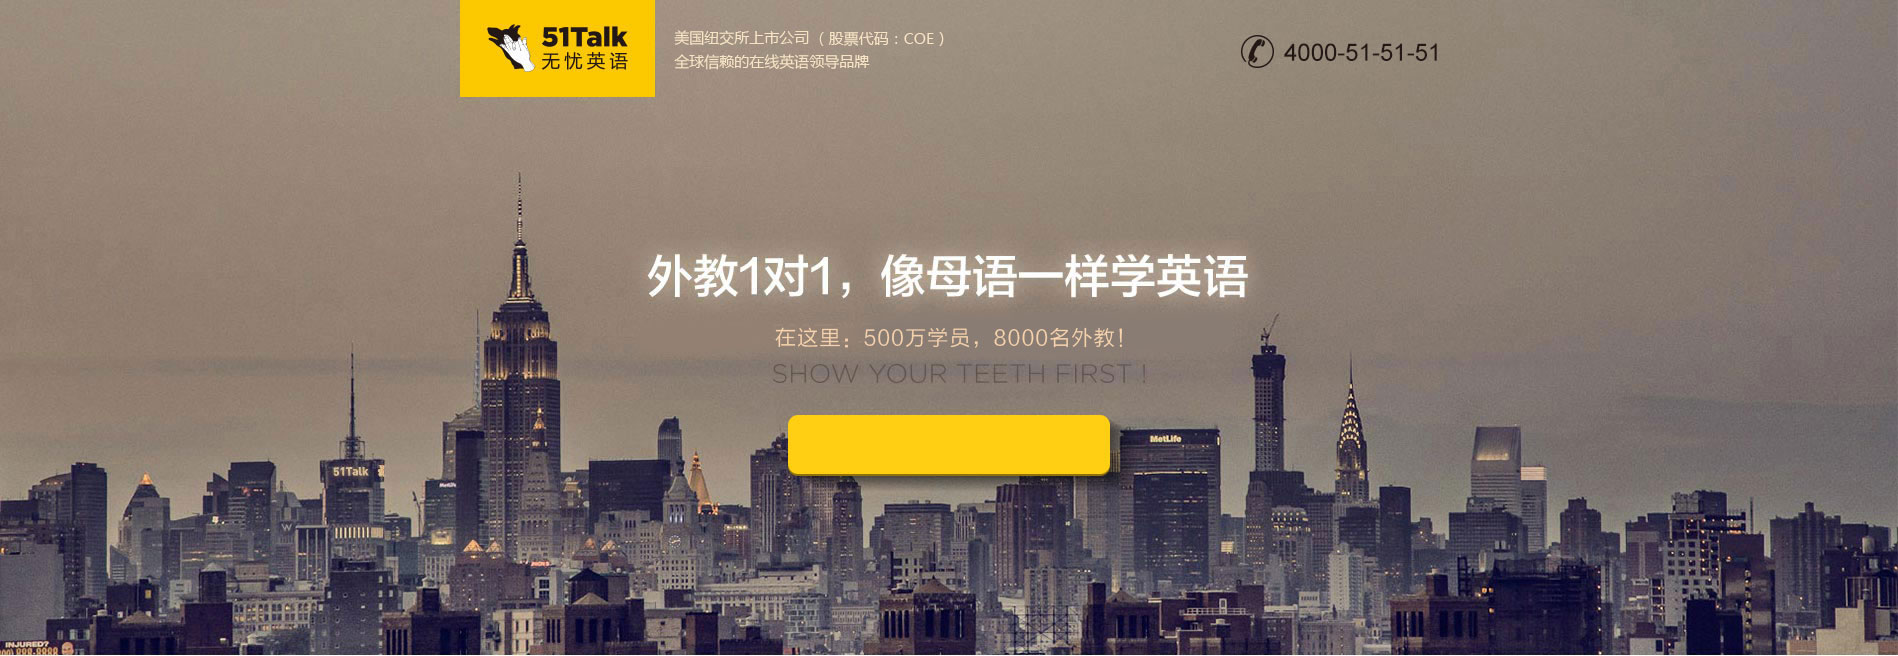 51Talk
无忧英语
美国纽交所上市公司（股票代码：COE）
全球信赖的在线英语领导品牌
4000-51-51-51
外教1对1，像母语一样学英语
在这里：500万学员，8000名外教！
SHOW YOUR TEETH FIRST !
MetLife
51Talk
MetLife
W
INJURED?